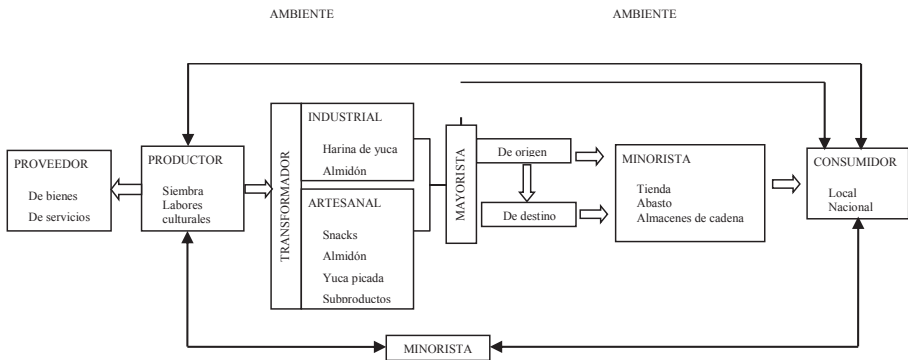 AMBIENTE
AMBIENTE
PROVEEDOR
De bienes
De servicios
PRODUCTOR
Siembra
Labores
culturales
TRANSFORMADOR
INDUSTRIAL
Harina de yuca
Almidón
ARTESANAL
Snacks
Almidón
Yuca picada
Subproductos
MAYORISTA
De origen
De destino
MINORISTA
Tienda
Abasto
Almacenes de cadena
CONSUMIDOR
Local
Nacional
MINORISTA